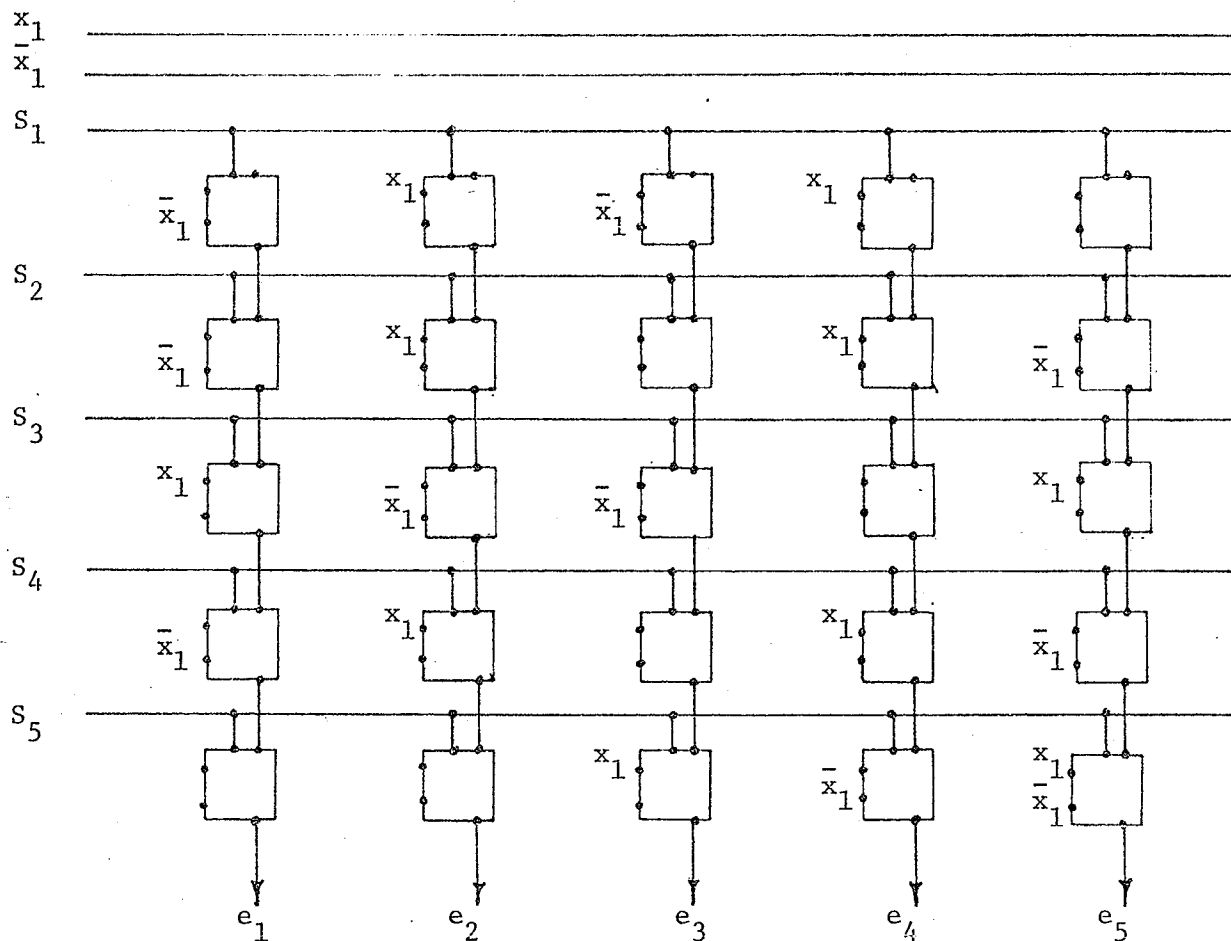 x₁
x̄₁
S₁
x̄₁ x₁ x̄₁ x₁
S₂
x̄₁ x₁ x₁ x̄₁
S₃
x₁ x̄₁ x̄₁ x₁
S₄
x̄₁ x₁ x₁ x̄₁
S₅
x₁ x̄₁ x₁
x̄₁
e₁ e₂ e₃ e₄ e₅